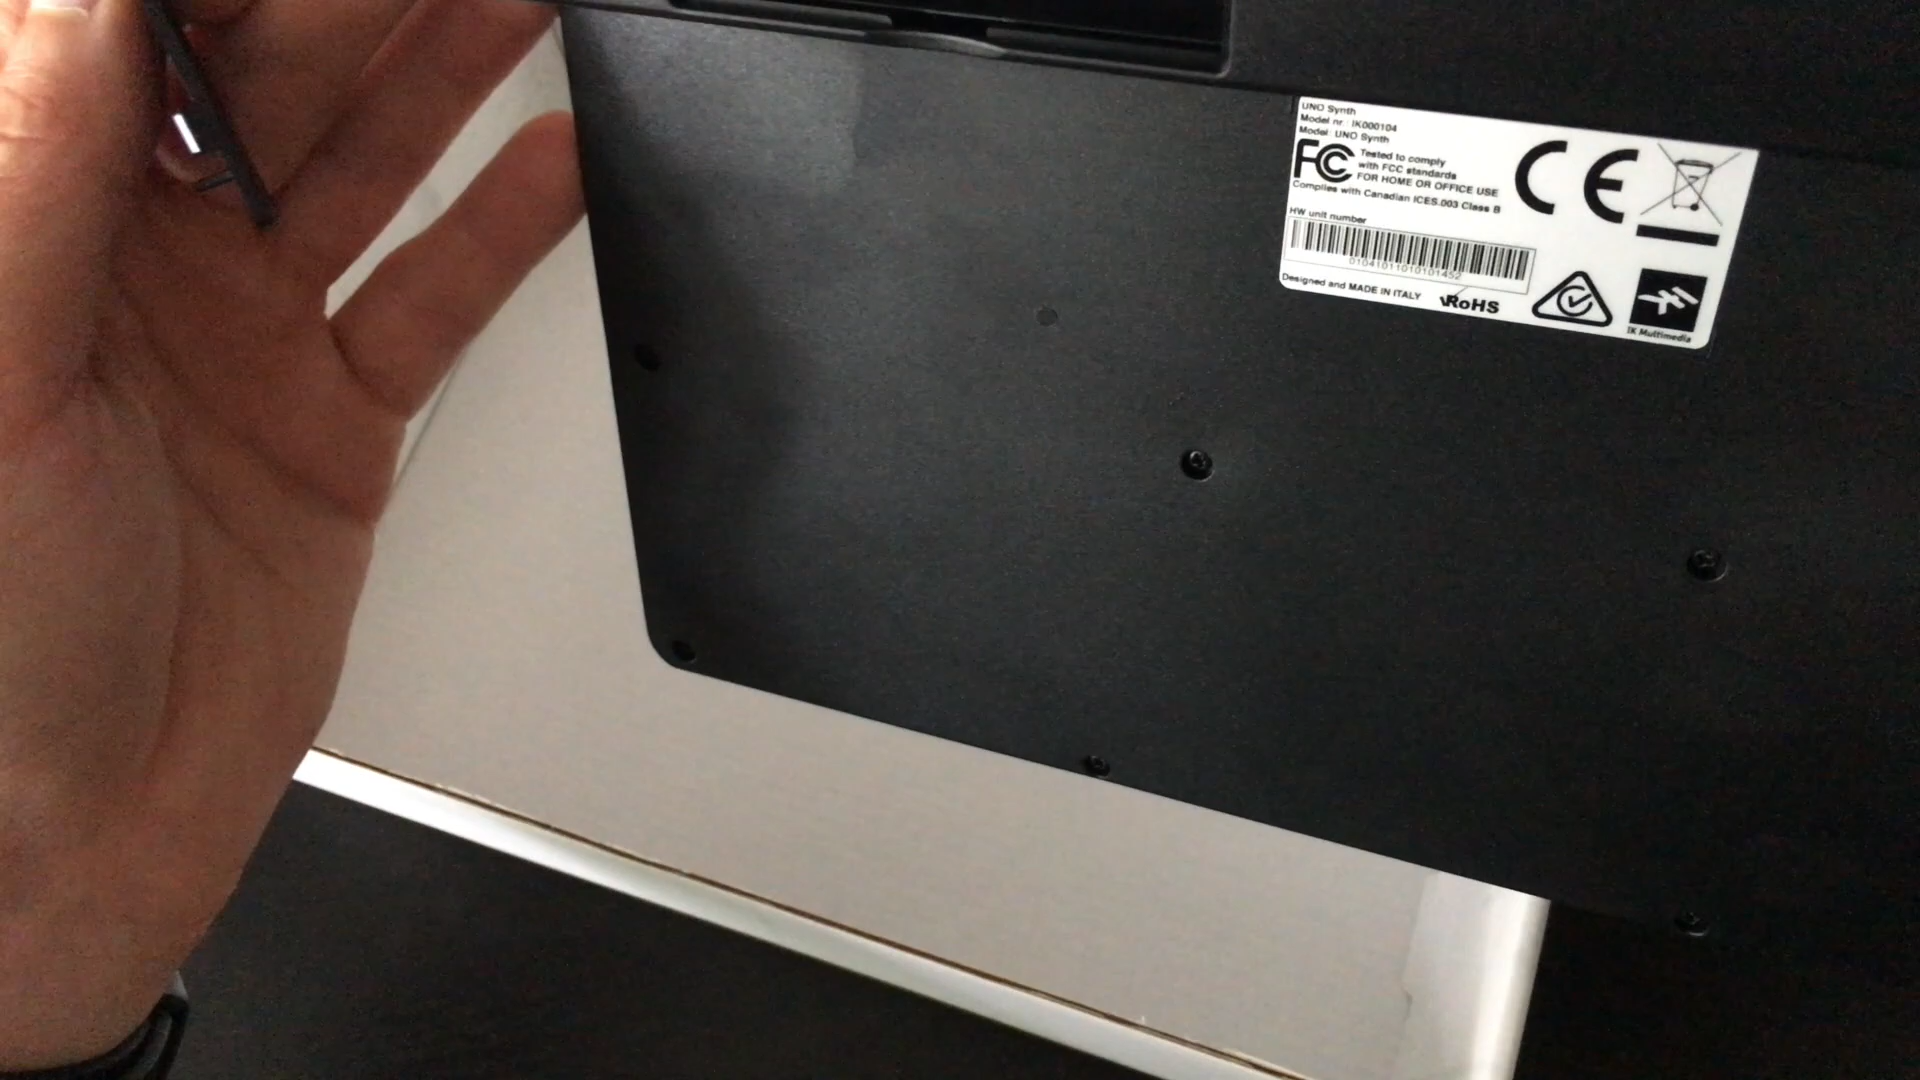 UNO Synth
Model nr : IK000104
Model: UNO Synth
FC Tested to comply
with FCC standards
FOR HOME OR OFFICE USE
Complies with Canadian ICES.003 Class B
CE
HW unit number
01041011010101452
Designed and MADE IN ITALY
RoHS
IK Multimedia